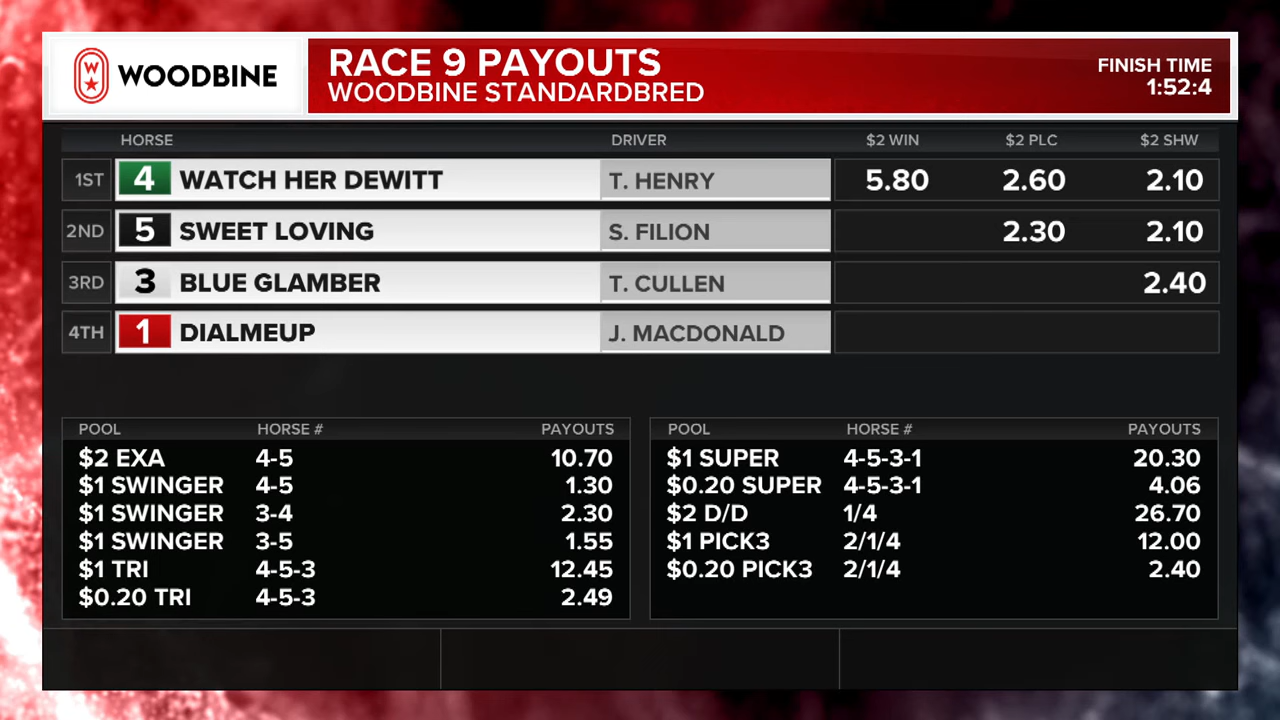 W
WOODBINE
RACE 9 PAYOUTS
WOODBINE STANDARDBRED
FINISH TIME
1:52:4
HORSE DRIVER $2 WIN $2 PLC $2 SHW
1ST 4 WATCH HER DEWITT T. HENRY 5.80 2.60 2.10
2ND 5 SWEET LOVING S. FILION 2.30 2.10
3RD 3 BLUE GLAMBER T. CULLEN 2.40
4TH 1 DIALMEUP J. MACDONALD
POOL HORSE # PAYOUTS
$2 EXA 4-5 10.70
$1 SWINGER 4-5 1.30
$1 SWINGER 3-4 2.30
$1 SWINGER 3-5 1.55
$1 TRI 4-5-3 12.45
$0.20 TRI 4-5-3 2.49
POOL HORSE # PAYOUTS
$1 SUPER 4-5-3-1 20.30
$0.20 SUPER 4-5-3-1 4.06
$2 D/D 1/4 26.70
$1 PICK3 2/1/4 12.00
$0.20 PICK3 2/1/4 2.40